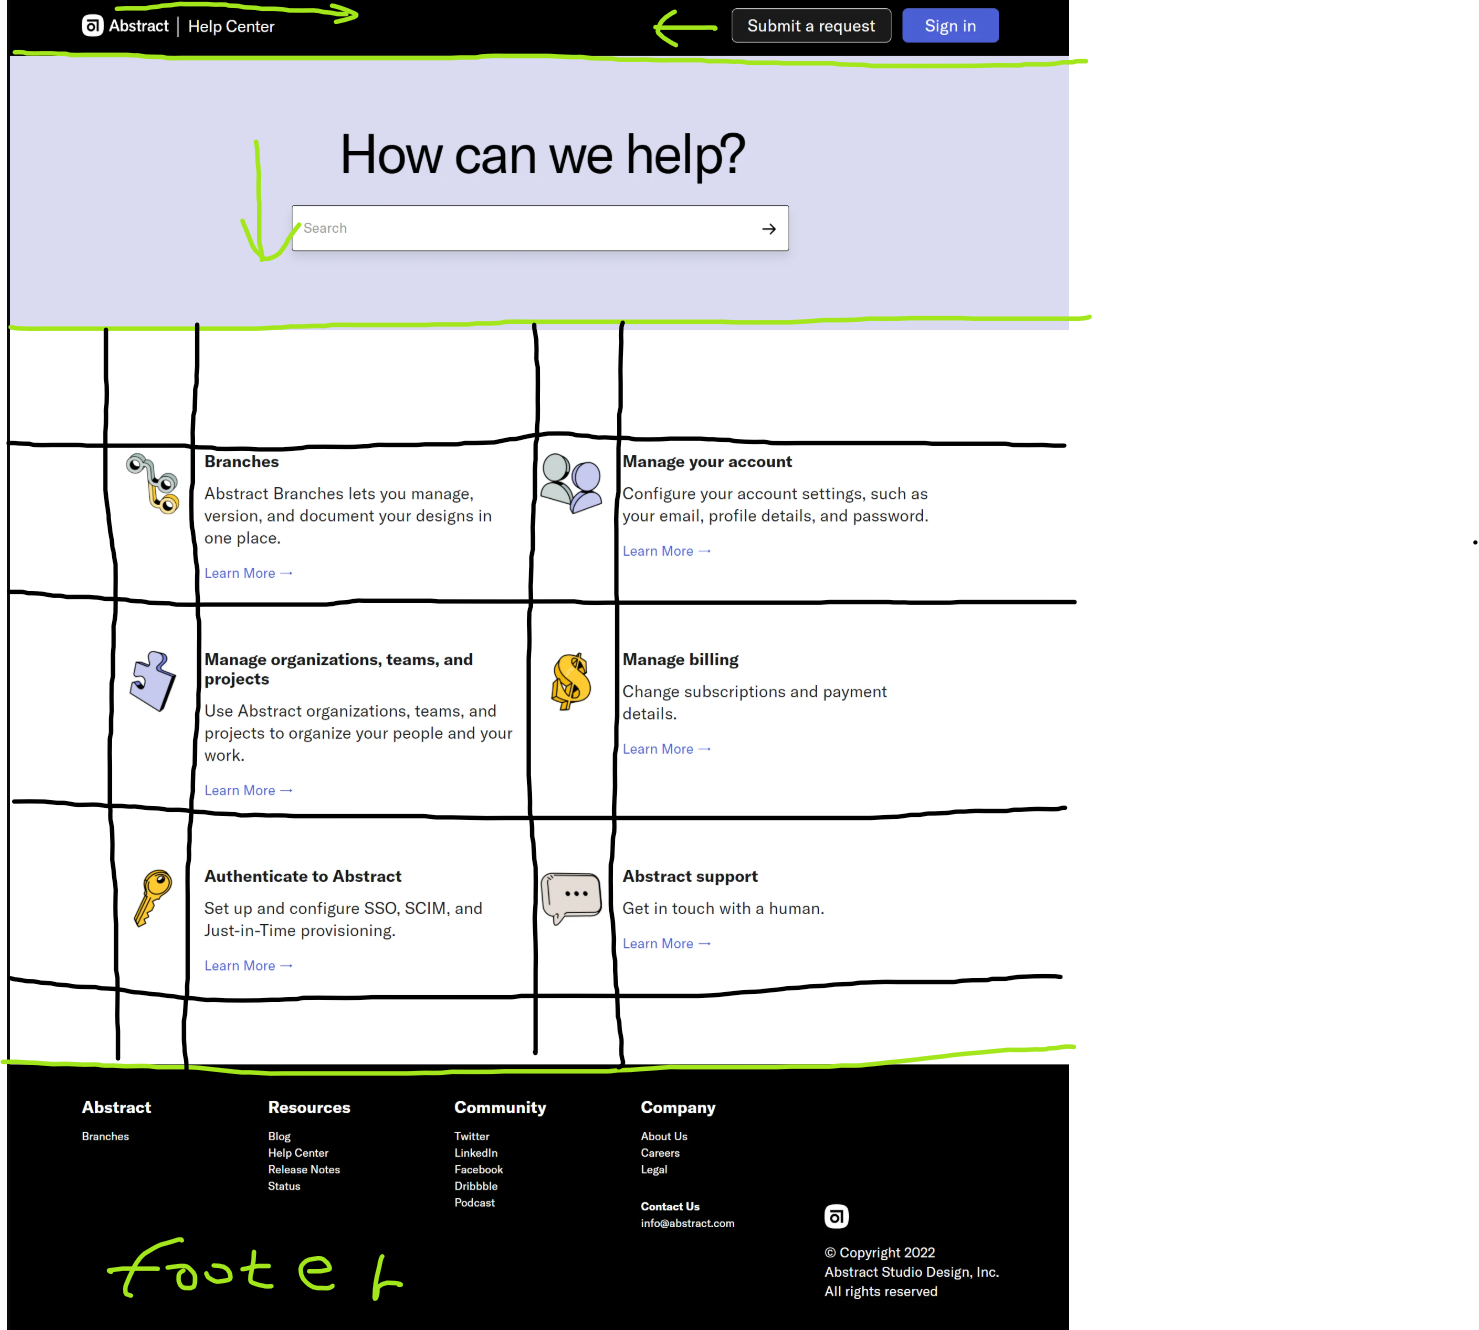 Abstract | Help Center
Submit a request
Sign in
How can we help?
Search →
Branches
Abstract Branches lets you manage,
version, and document your designs in
one place.
Learn More →
Manage your account
Configure your account settings, such as
your email, profile details, and password.
Learn More →
Manage organizations, teams, and
projects
Use Abstract organizations, teams, and
projects to organize your people and your
work.
Learn More →
Manage billing
Change subscriptions and payment
details.
Learn More →
Authenticate to Abstract
Set up and configure SSO, SCIM, and
Just-in-Time provisioning.
Learn More →
Abstract support
Get in touch with a human.
Learn More →
Abstract
Branches
Resources
Blog
Help Center
Release Notes
Status
Community
Twitter
LinkedIn
Facebook
Dribbble
Podcast
Company
About Us
Careers
Legal
Contact Us
info@abstract.com
© Copyright 2022
Abstract Studio Design, Inc.
All rights reserved
footer